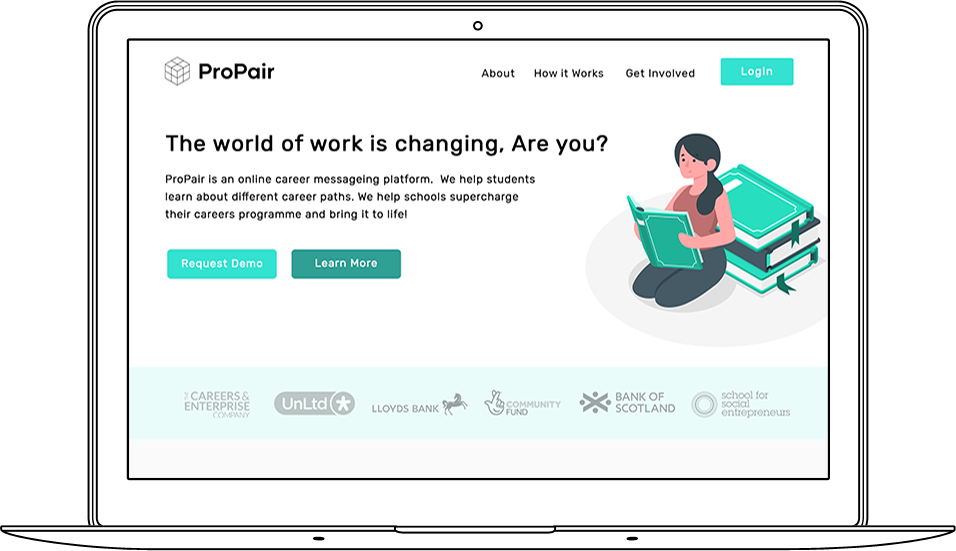 ProPair
About How it Works Get Involved Login
The world of work is changing, Are you?
ProPair is an online career messageing platform. We help students
learn about different career paths. We help schools supercharge
their careers programme and bring it to life!
Request Demo Learn More
THE CAREERS &
ENTERPRISE
COMPANY
UnLtd
LLOYDS BANK
COMMUNITY
FUND
BANK OF
SCOTLAND
school for
social
entrepreneurs